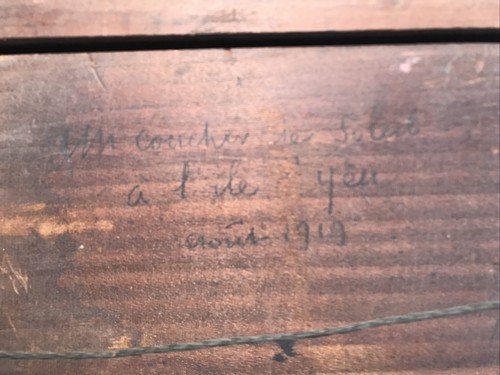 Un coucher de Soleil
à l'île d'yeu
août 1919